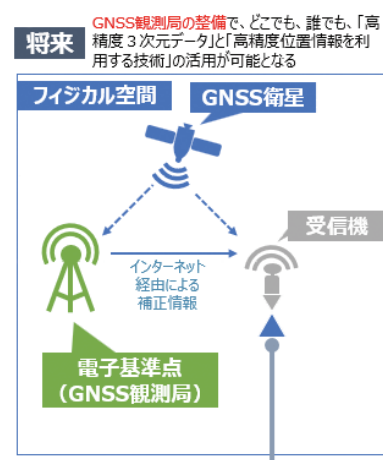 将来
GNSS観測局の整備で、どこでも、誰でも、「高
精度３次元データ」と「高精度位置情報を利
用する技術」の活用が可能となる
フィジカル空間
GNSS衛星
受信機
インターネット
経由による
補正情報
電子基準点
（GNSS観測局）